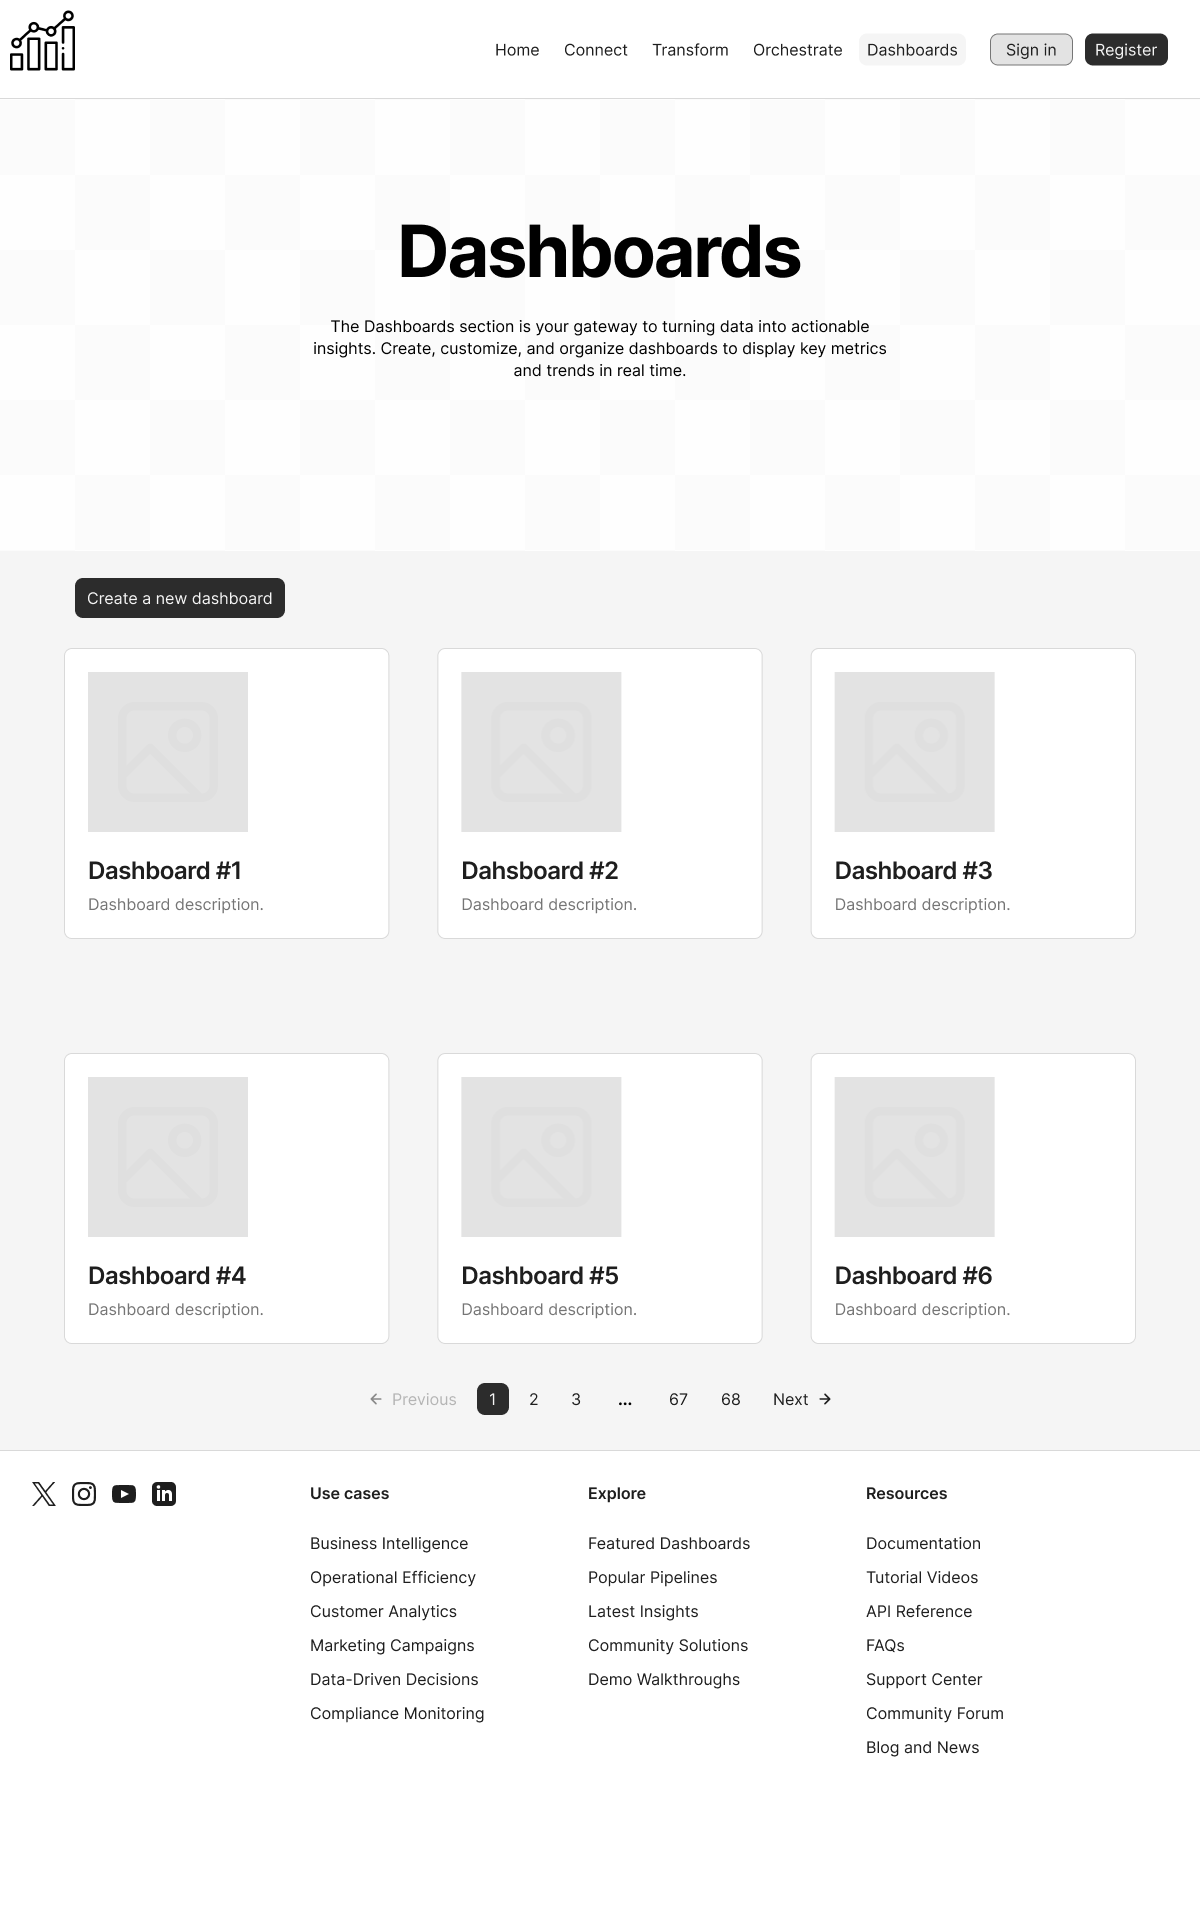 Home Connect Transform Orchestrate Dashboards Sign in Register
Dashboards
The Dashboards section is your gateway to turning data into actionable
insights. Create, customize, and organize dashboards to display key metrics
and trends in real time.
Create a new dashboard
Dashboard #1
Dashboard description.
Dahsboard #2
Dashboard description.
Dashboard #3
Dashboard description.
Dashboard #4
Dashboard description.
Dashboard #5
Dashboard description.
Dashboard #6
Dashboard description.
← Previous 1 2 3 ... 67 68 Next →
Use cases
Business Intelligence
Operational Efficiency
Customer Analytics
Marketing Campaigns
Data-Driven Decisions
Compliance Monitoring
Explore
Featured Dashboards
Popular Pipelines
Latest Insights
Community Solutions
Demo Walkthroughs
Resources
Documentation
Tutorial Videos
API Reference
FAQs
Support Center
Community Forum
Blog and News